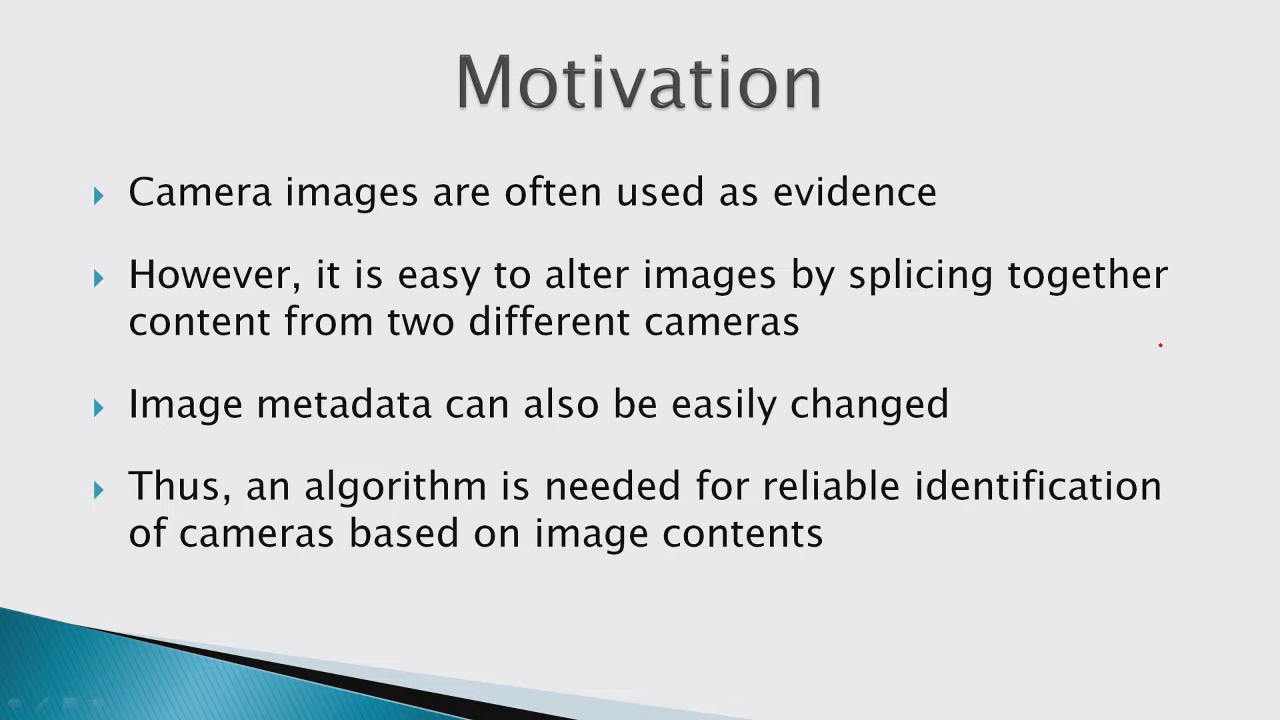 Motivation
Camera images are often used as evidence
However, it is easy to alter images by splicing together
content from two different cameras
Image metadata can also be easily changed
Thus, an algorithm is needed for reliable identification
of cameras based on image contents